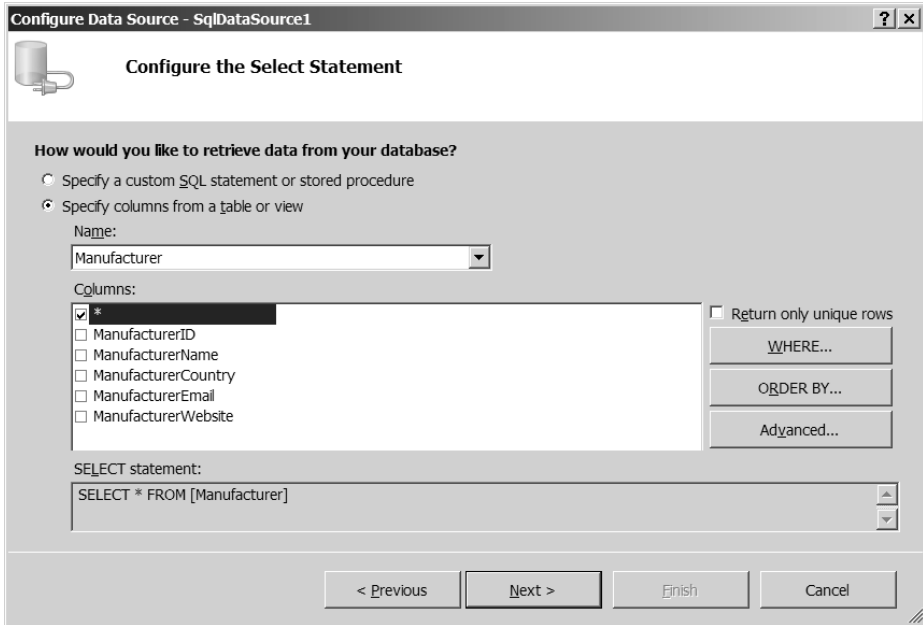 Configure Data Source - SqlDataSource1
Configure the Select Statement
How would you like to retrieve data from your database?
Specify a custom SQL statement or stored procedure
Specify columns from a table or view
Name:
Manufacturer
Columns:
*
ManufacturerID
ManufacturerName
ManufacturerCountry
ManufacturerEmail
ManufacturerWebsite
Return only unique rows
WHERE...
ORDER BY...
Advanced...
SELECT statement:
SELECT * FROM [Manufacturer]
< Previous
Next >
Finish
Cancel